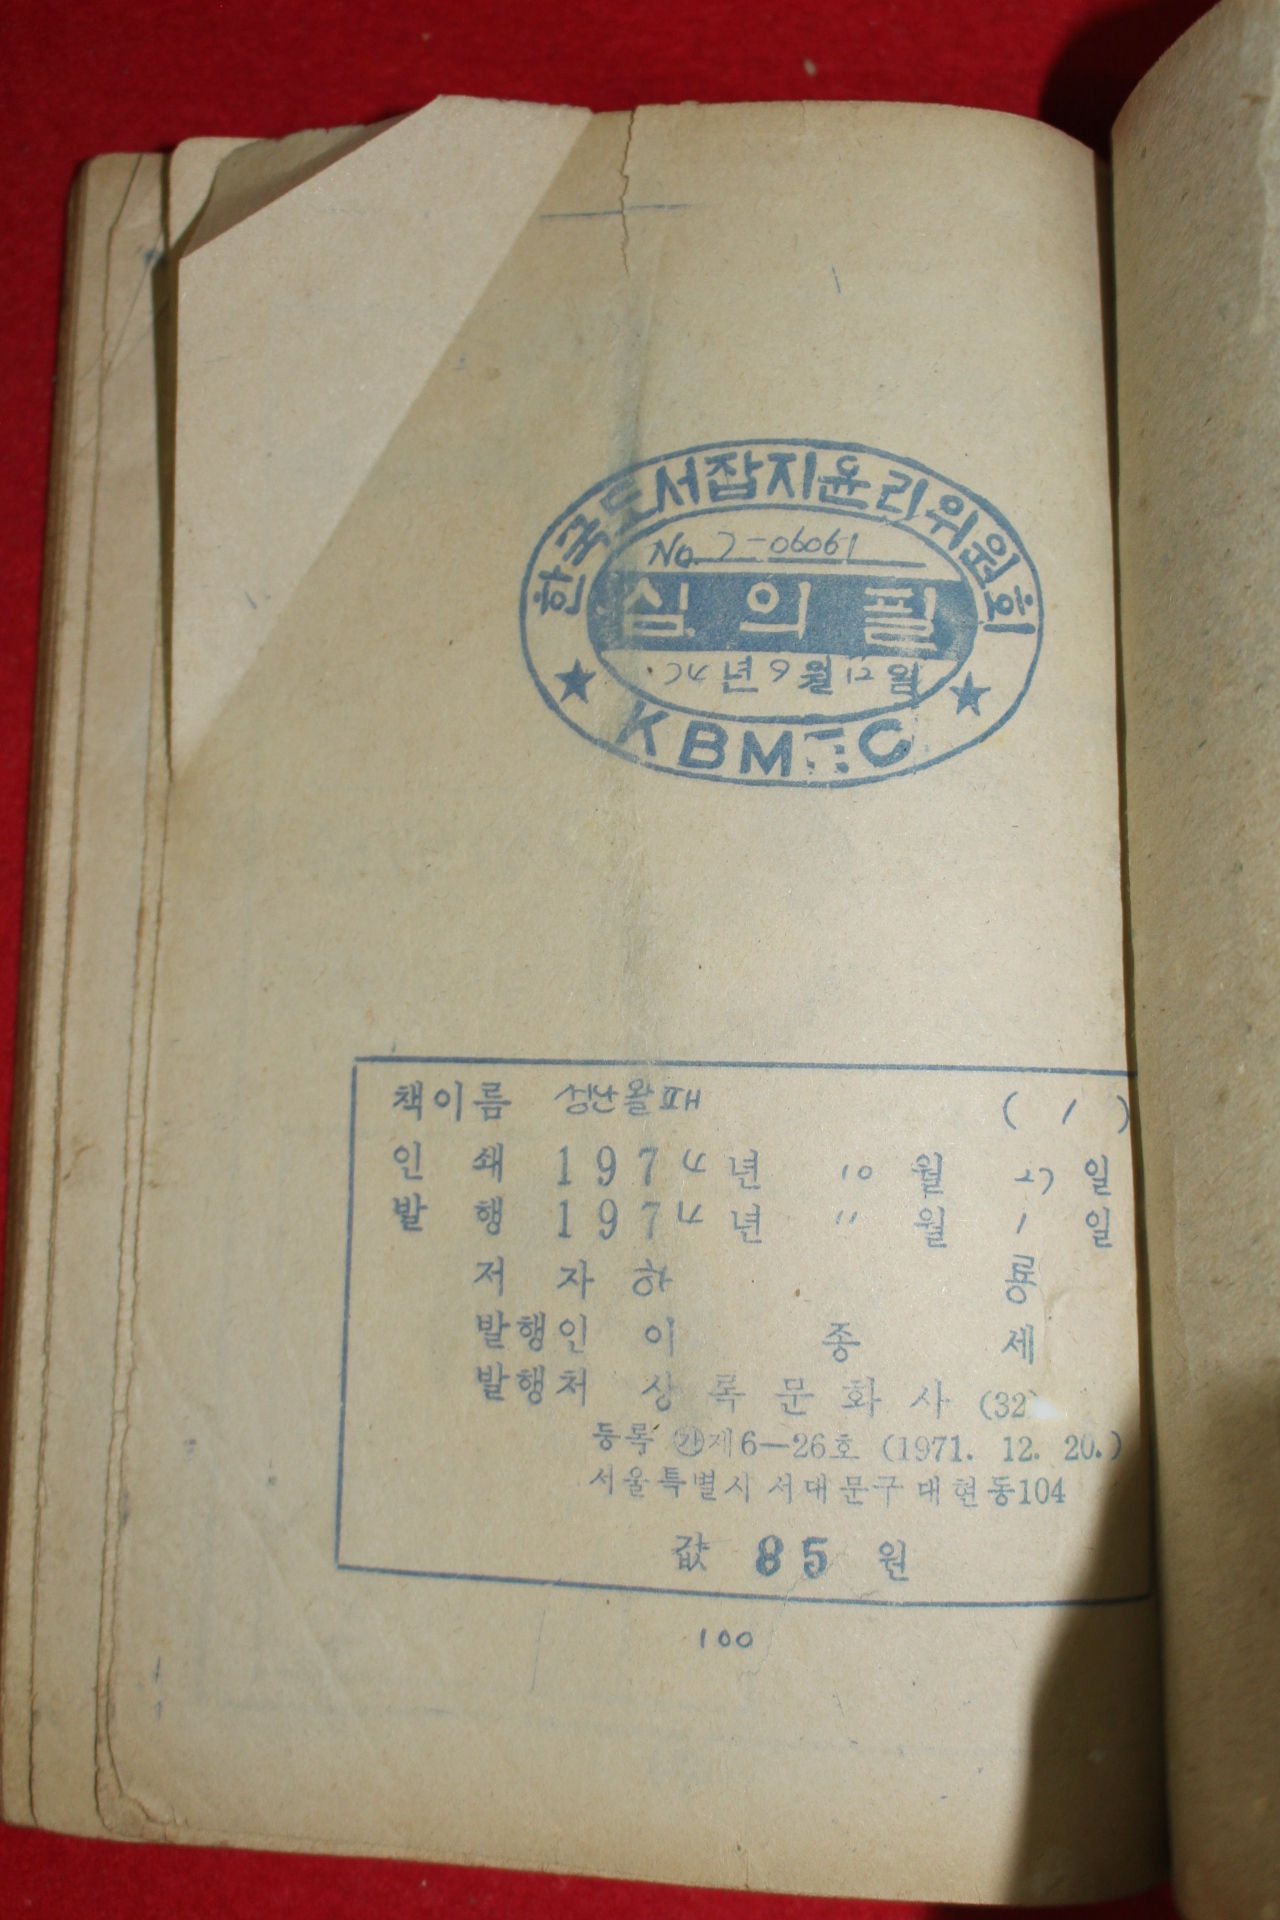 한국도서잡지윤리위원회
No. 7-06061
심의필
'74년 9월 12일
★ ★
KBMEC
책이름 성난왈패 ( 1 )
인 쇄 1974년 10월 27일
발 행 1974년 11월 1일
저 자 하 룡
발행인 이 종 세
발행처 상록문화사 (32)
등록 ㉮제6—26호 (1971. 12. 20.)
서울특별시 서대문구 대현동104
값 85 원
100